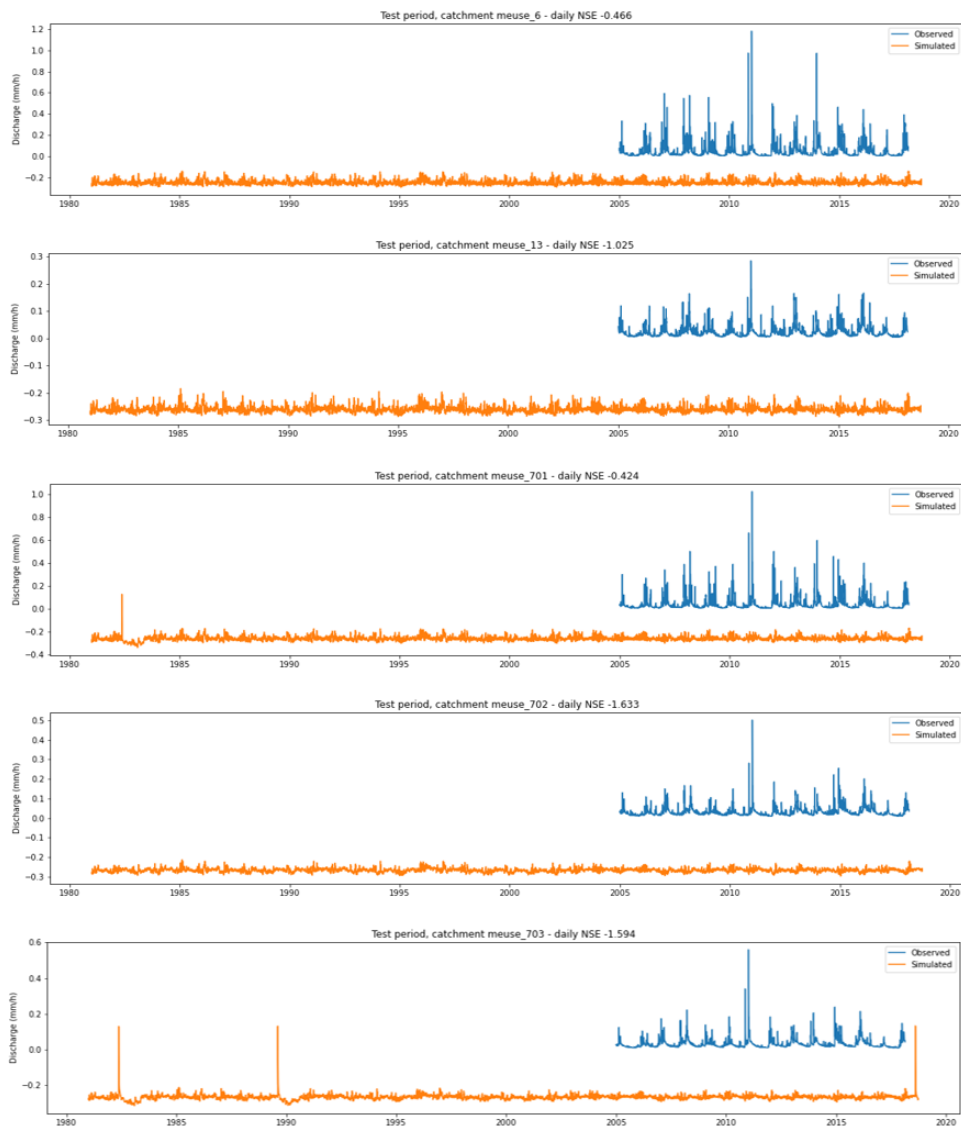 Test period, catchment meuse_6 - daily NSE -0.466
Discharge (mm/h)
1.2
1.0
0.8
0.6
0.4
0.2
0.0
−0.2
Observed
Simulated
1980 1985 1990 1995 2000 2005 2010 2015 2020
Test period, catchment meuse_13 - daily NSE -1.025
Discharge (mm/h)
0.3
0.2
0.1
0.0
−0.1
−0.2
−0.3
Observed
Simulated
1980 1985 1990 1995 2000 2005 2010 2015 2020
Test period, catchment meuse_701 - daily NSE -0.424
Discharge (mm/h)
1.0
0.8
0.6
0.4
0.2
0.0
−0.2
−0.4
Observed
Simulated
1980 1985 1990 1995 2000 2005 2010 2015 2020
Test period, catchment meuse_702 - daily NSE -1.633
Discharge (mm/h)
0.5
0.4
0.3
0.2
0.1
0.0
−0.1
−0.2
−0.3
Observed
Simulated
1980 1985 1990 1995 2000 2005 2010 2015 2020
Test period, catchment meuse_703 - daily NSE -1.594
Discharge (mm/h)
0.6
0.4
0.2
0.0
−0.2
Observed
Simulated
1980 1985 1990 1995 2000 2005 2010 2015 2020